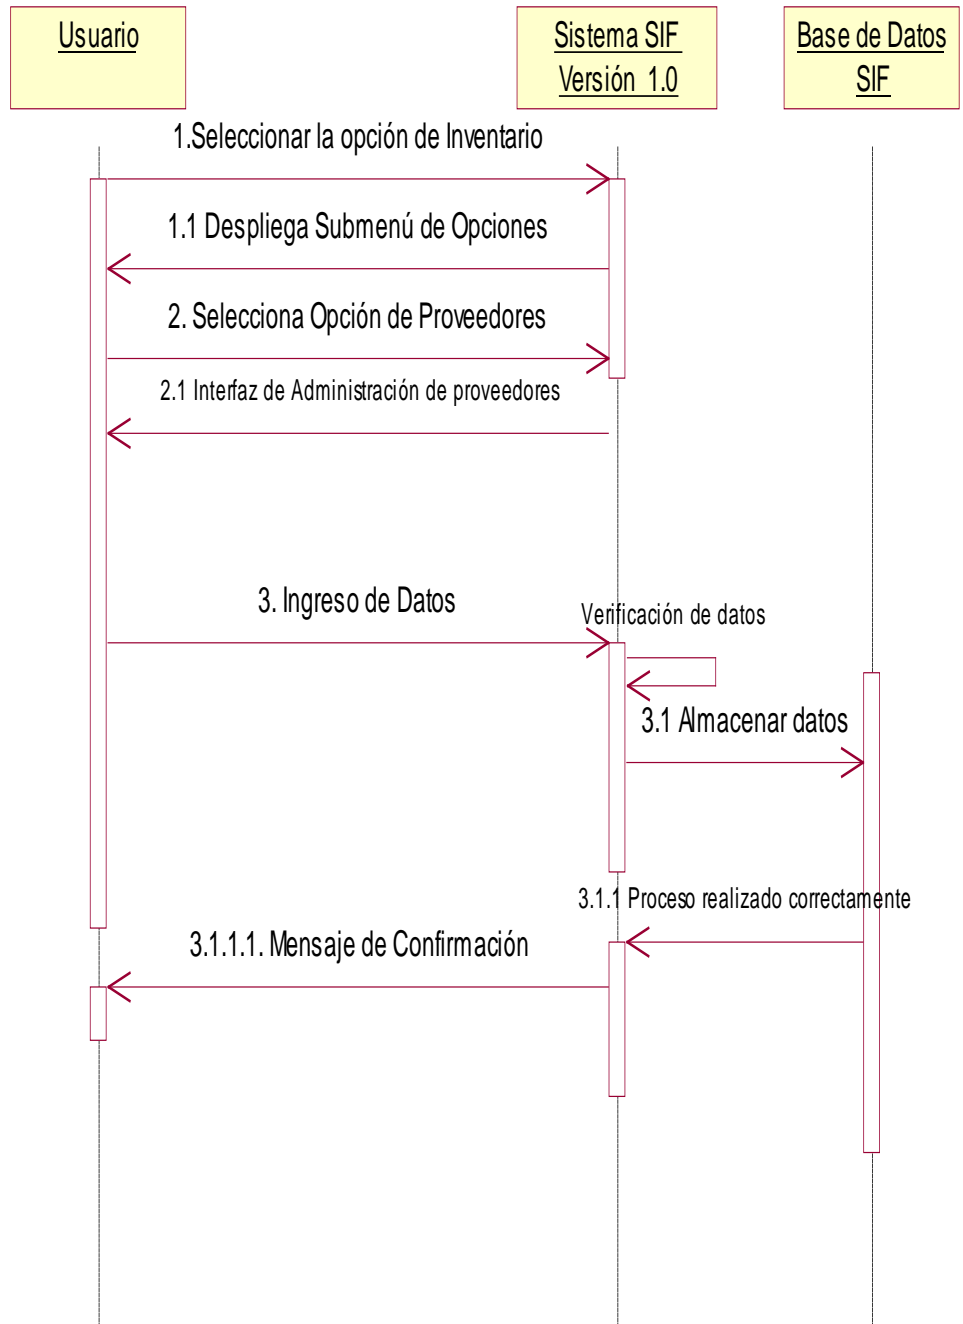 Usuario
Sistema SIF
Versión 1.0
Base de Datos
SIF
1.Seleccionar la opción de Inventario
1.1 Despliega Submenú de Opciones
2. Selecciona Opción de Proveedores
2.1 Interfaz de Administración de proveedores
3. Ingreso de Datos
Verificación de datos
3.1 Almacenar datos
3.1.1 Proceso realizado correctamente
3.1.1.1. Mensaje de Confirmación